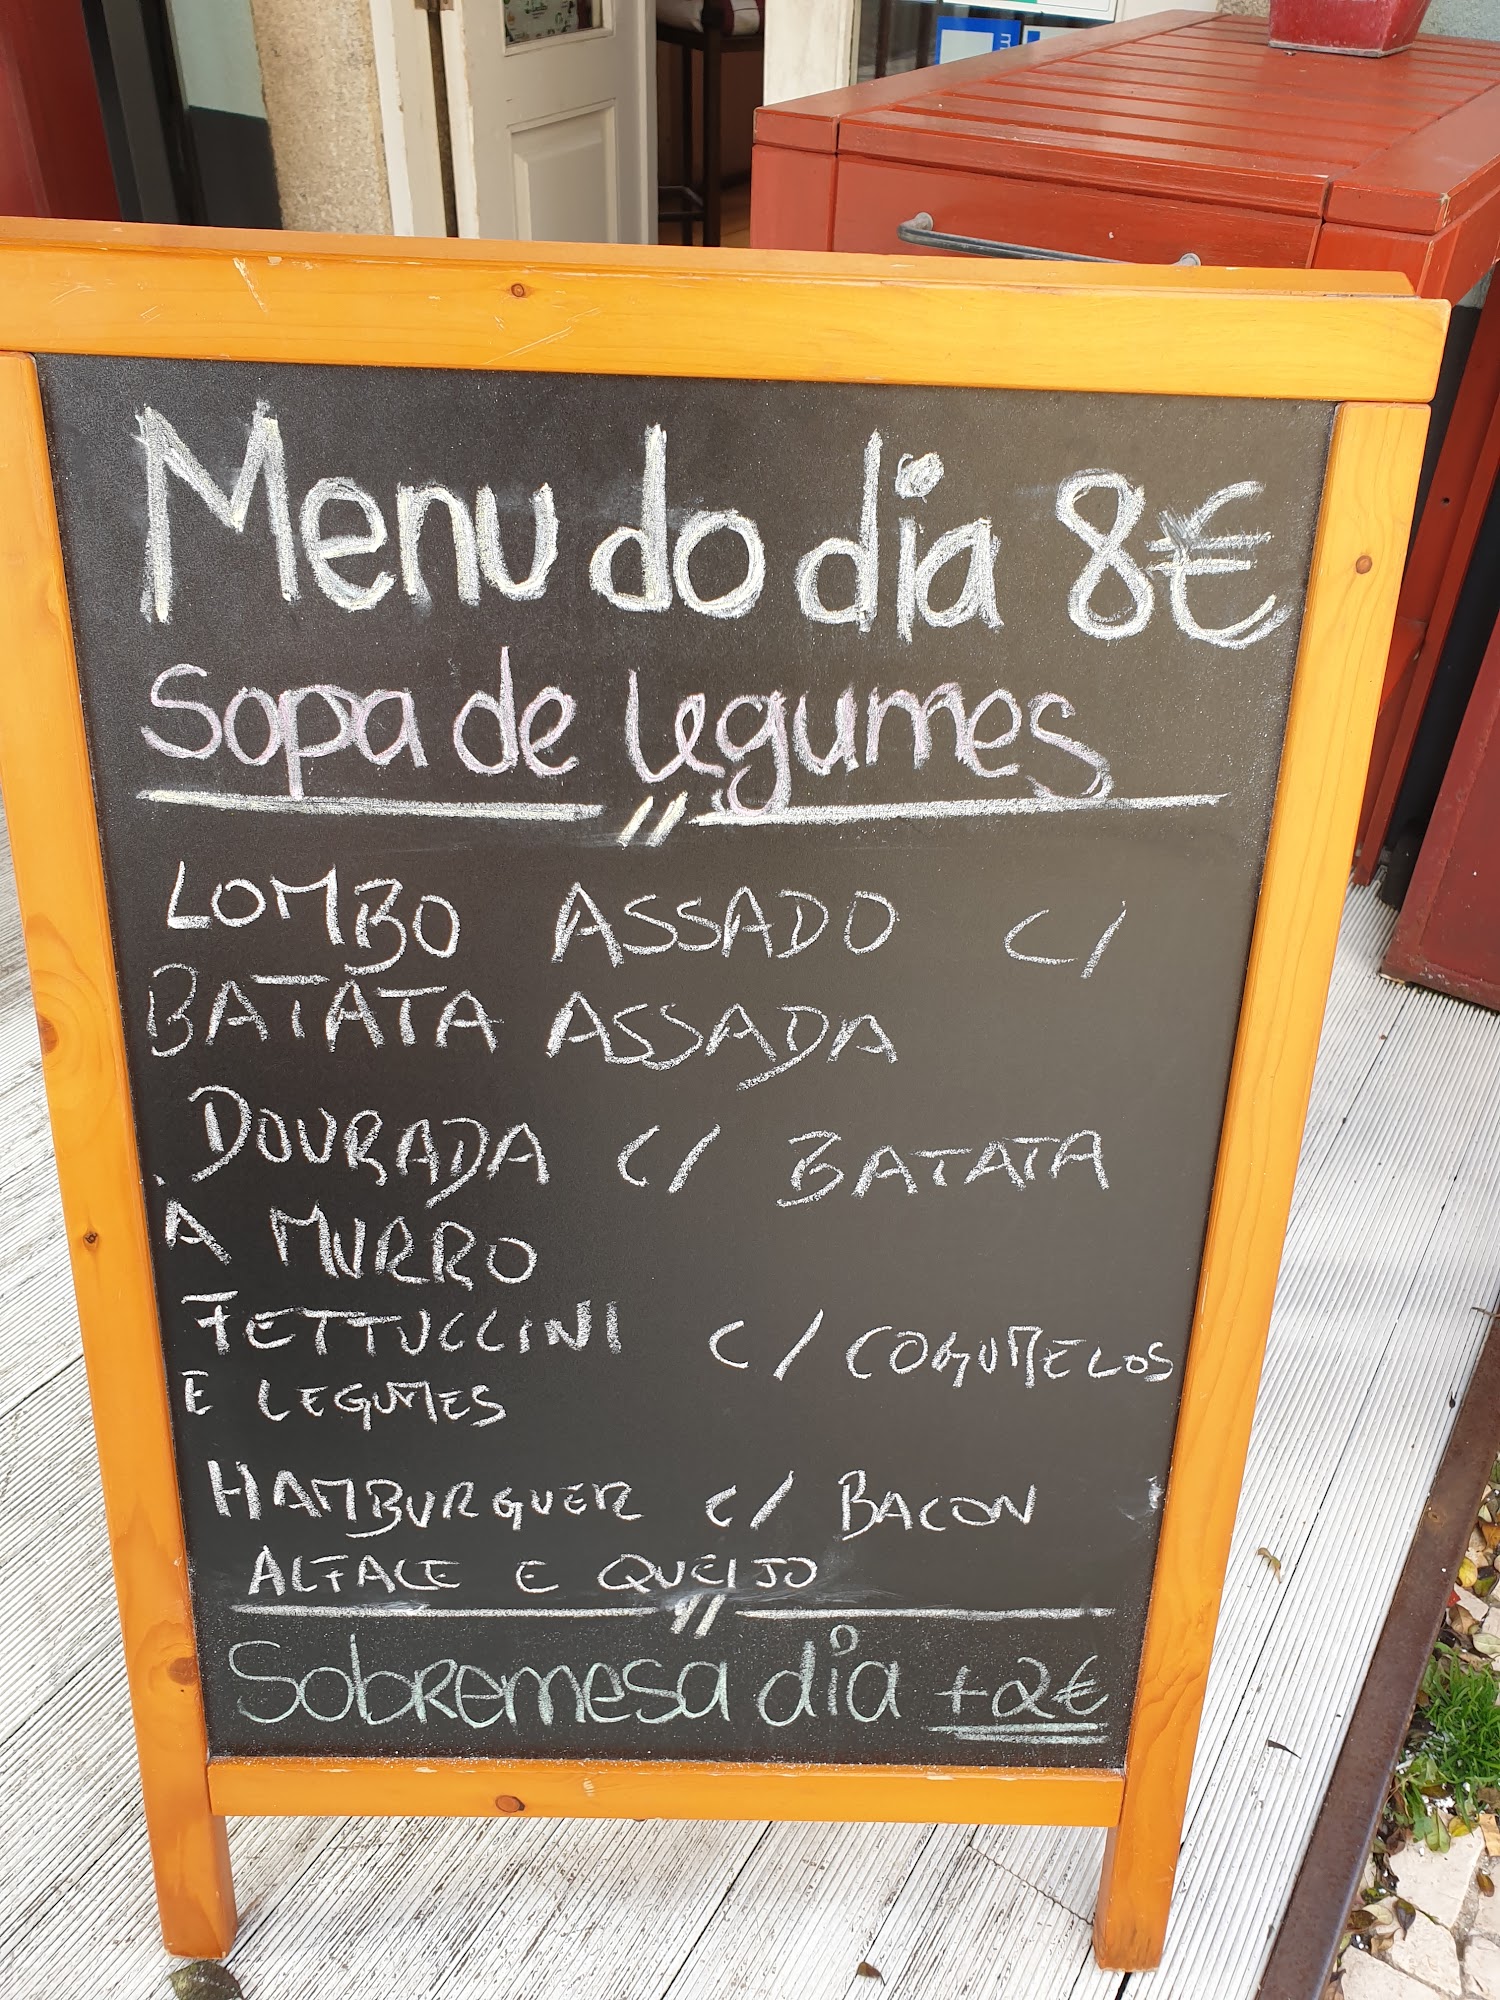 Menu do dia 8€
Sopa de legumes
LOMBO ASSADO C/
BATATA ASSADA
DOURADA C/ BATATA
A MURRO
FETTUCCINI C/ COGUMELOS
E LEGUMES
HAMBURGUER C/ BACON
ALFACE E QUEIJO
Sobremesa dia +2€